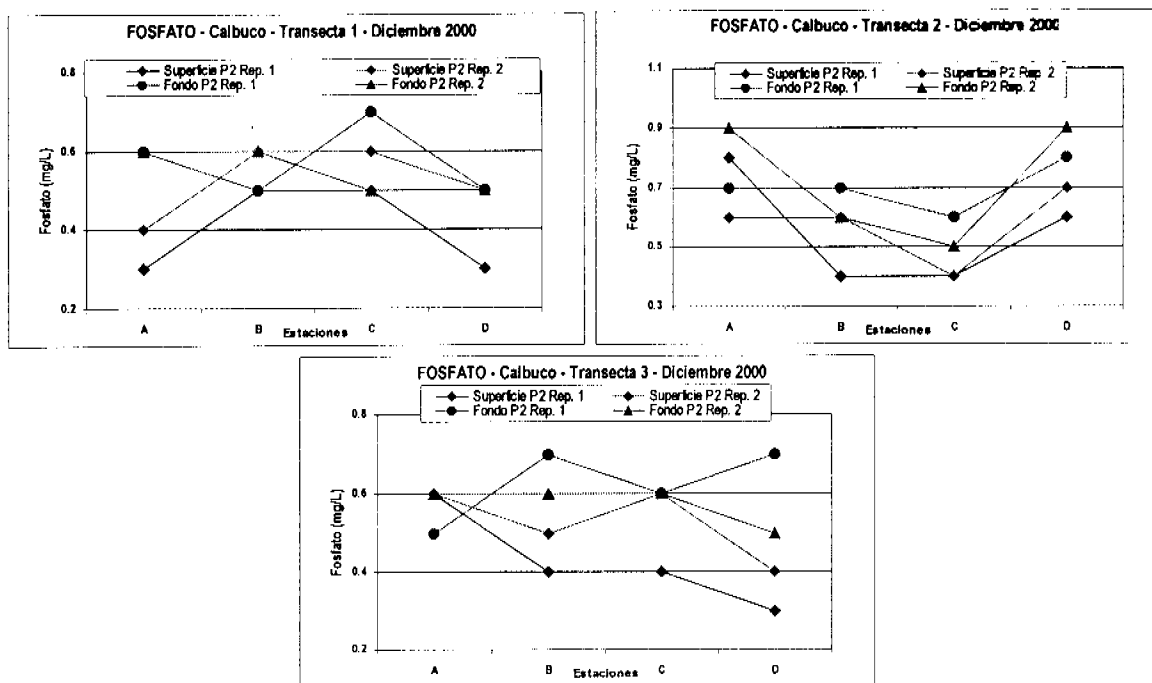 FOSFATO - Calbuco - Transecta 1 - Diciembre 2000
Superficie P2 Rep. 1
Superficie P2 Rep. 2
Fondo P2 Rep. 1
Fondo P2 Rep. 2
Fosfato (mg/L)
0.8
0.6
0.4
0.2
A
B
C
D
Estaciones
FOSFATO - Calbuco - Transecta 2 - Diciembre 2000
Superficie P2 Rep. 1
Superficie P2 Rep. 2
Fondo P2 Rep. 1
Fondo P2 Rep. 2
Fosfato (mg/L)
1.1
0.9
0.7
0.5
0.3
A
B
C
D
Estaciones
FOSFATO - Calbuco - Transecta 3 - Diciembre 2000
Superficie P2 Rep. 1
Superficie P2 Rep. 2
Fondo P2 Rep. 1
Fondo P2 Rep. 2
Fosfato (mg/L)
0.8
0.6
0.4
0.2
A
B
C
D
Estaciones